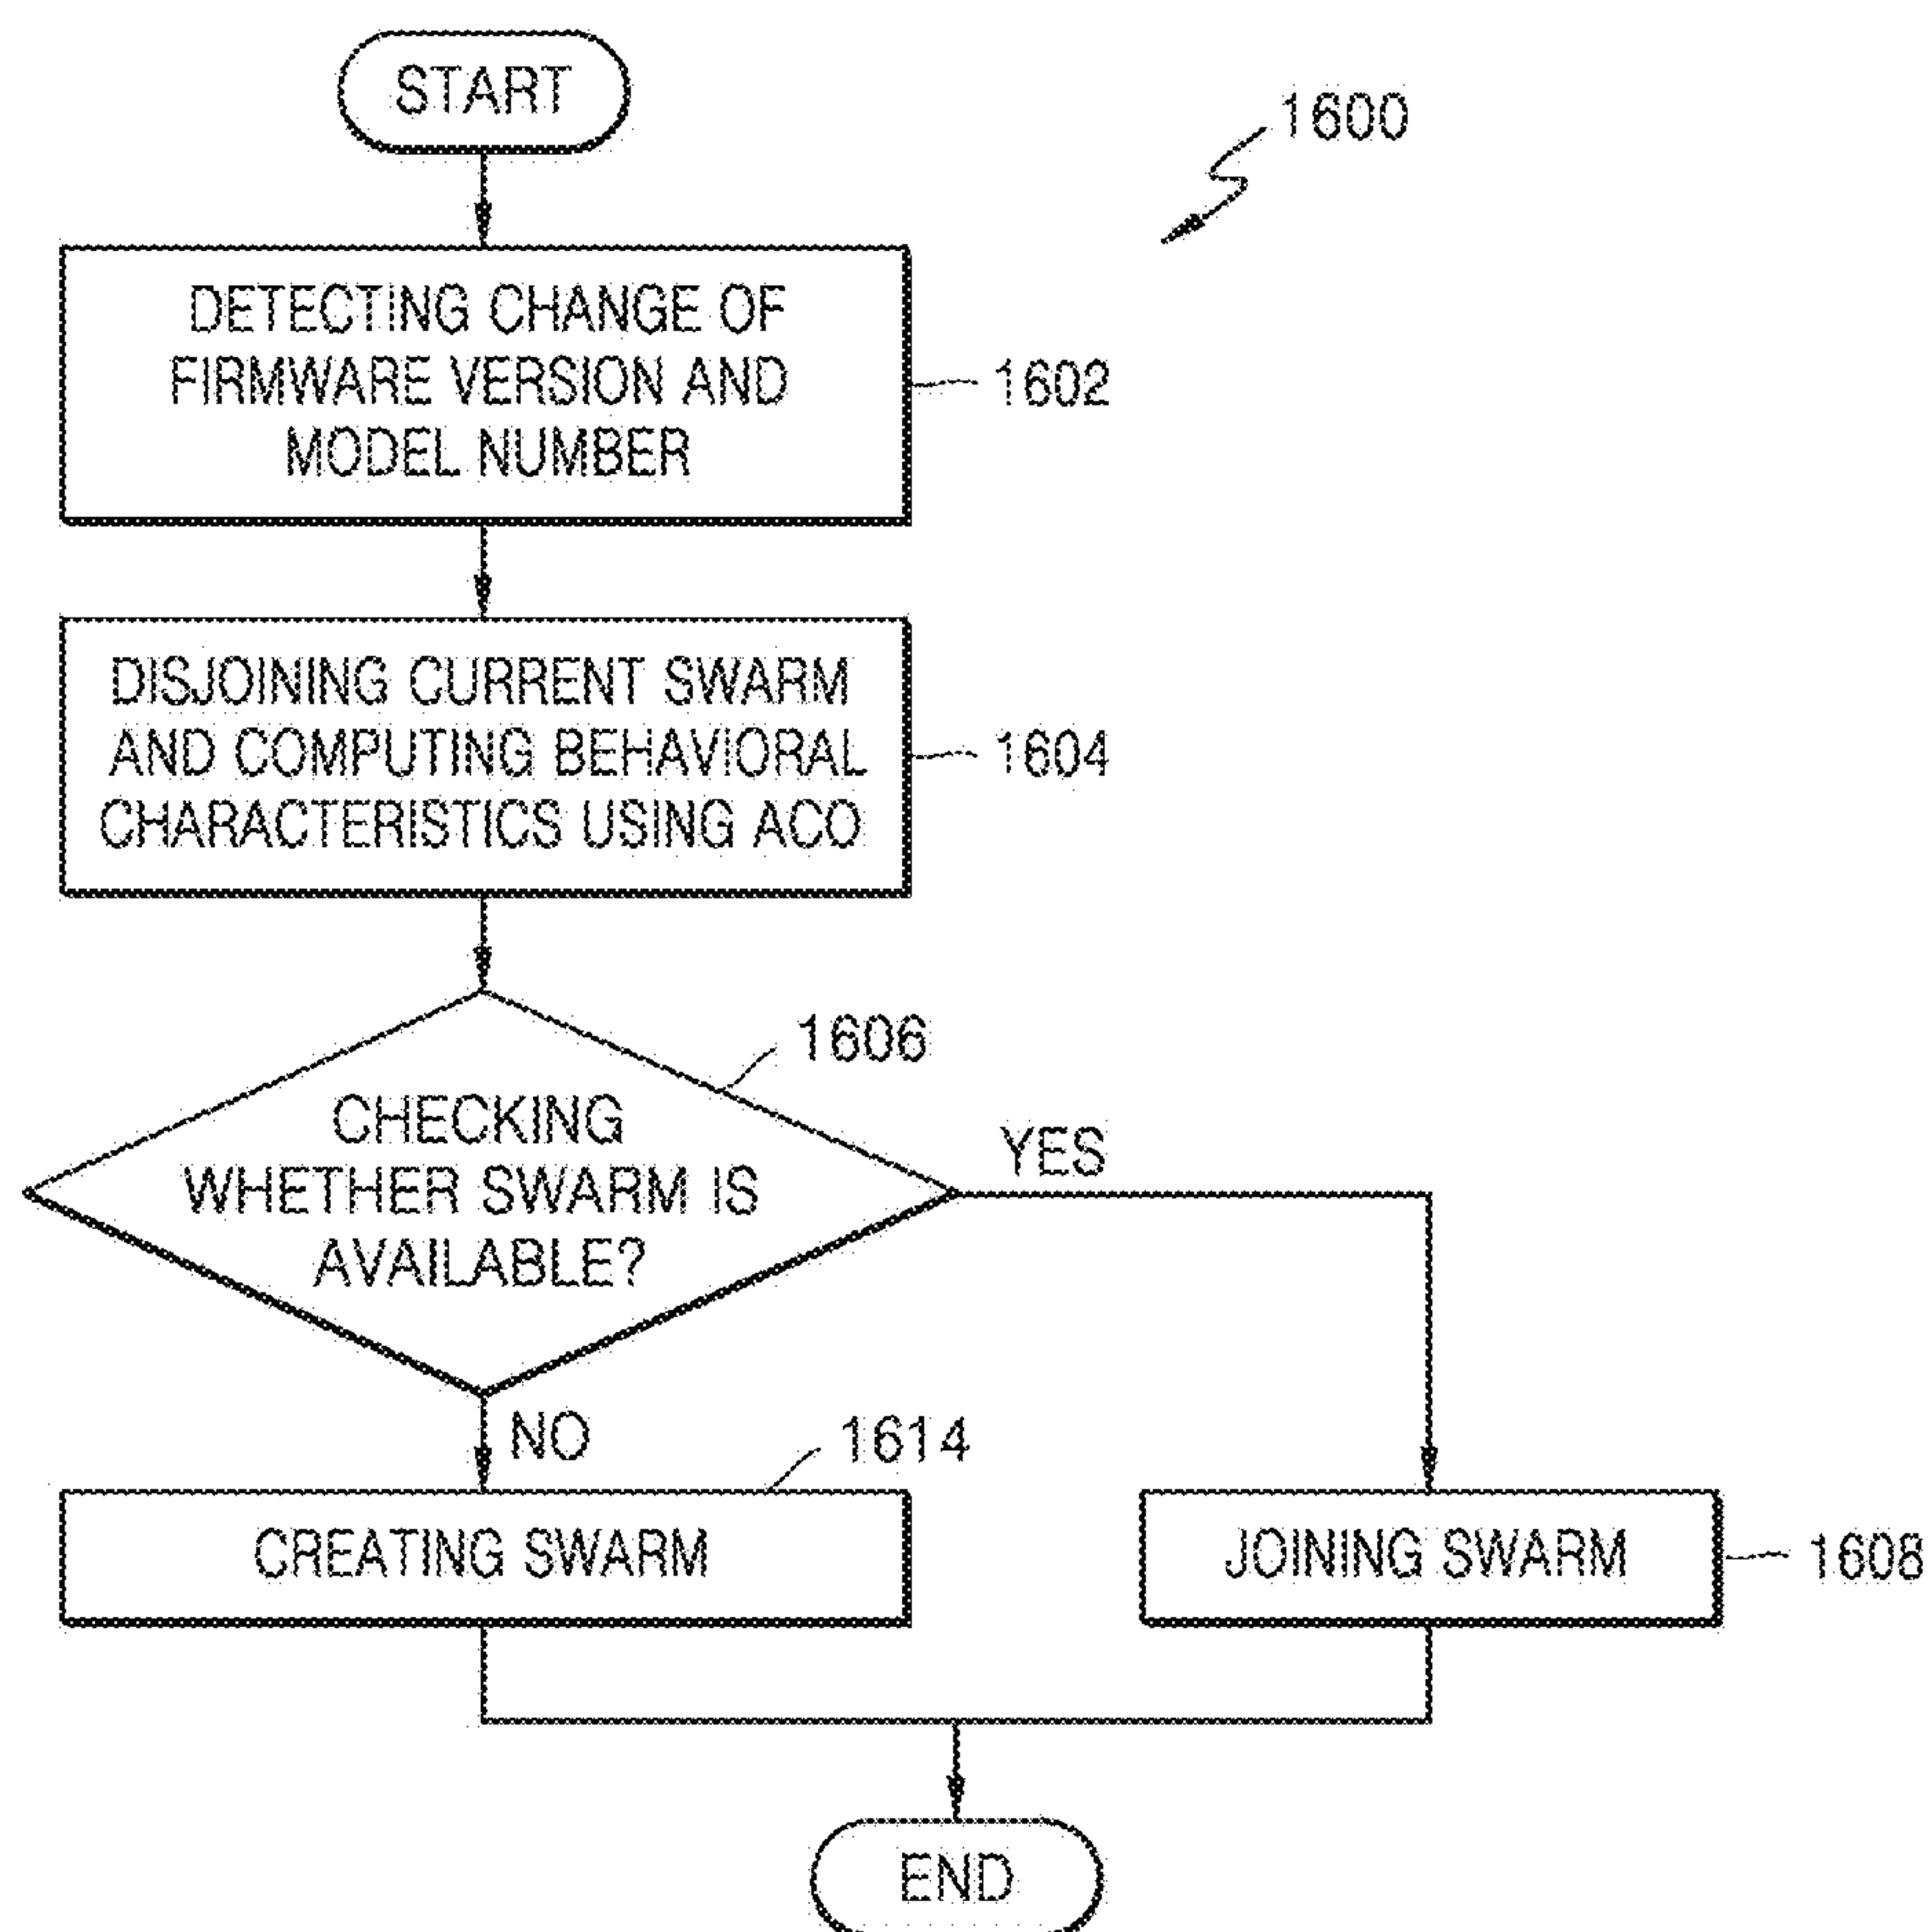 START
1600
DETECTING CHANGE OF
FIRMWARE VERSION AND
MODEL NUMBER
1602
DISJOINING CURRENT SWARM
AND COMPUTING BEHAVIORAL
CHARACTERISTICS USING ACO
1604
1606
CHECKING
WHETHER SWARM IS
AVAILABLE?
YES
NO
1614
CREATING SWARM
JOINING SWARM
1608
END